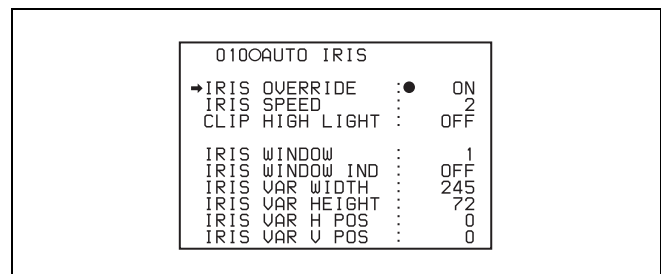 01○○AUTO IRIS
➡IRIS OVERRIDE :● ON
IRIS SPEED : 2
CLIP HIGH LIGHT : OFF
IRIS WINDOW : 1
IRIS WINDOW IND : OFF
IRIS VAR WIDTH : 245
IRIS VAR HEIGHT : 72
IRIS VAR H POS : 0
IRIS VAR V POS : 0